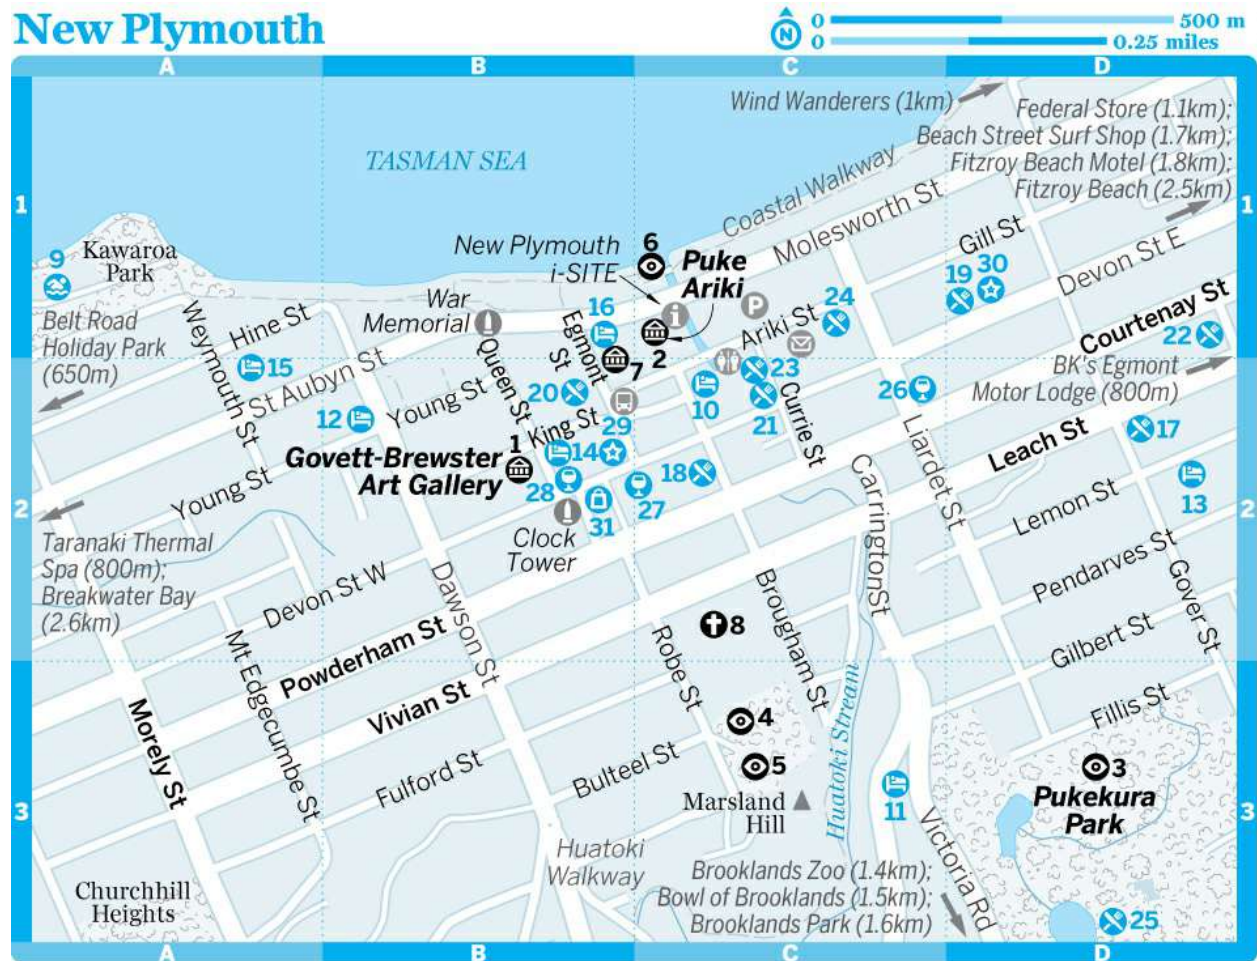 New Plymouth
N
0
500 m
0
0.25 miles
A
B
C
D
1
1
2
2
3
3
A
B
C
D
TASMAN SEA
Wind Wanderers (1km)
Federal Store (1.1km);
Beach Street Surf Shop (1.7km);
Fitzroy Beach Motel (1.8km);
Fitzroy Beach (2.5km)
Coastal Walkway
Molesworth St
Gill St
Devon St E
Courtenay St
9
Kawaroa
Park
Belt Road
Holiday Park
(650m)
New Plymouth
i-SITE
6
Puke
Ariki
War
Memorial
16
i
P
2
7
Ariki St
24
19
30
22
BK's Egmont
Motor Lodge (800m)
Weymouth St
Hine St
15
St Aubyn St
12
Young St
Queen St
Egmont
St
20
29
King St
10
23
21
Currie St
26
Liardet St
Leach St
17
13
Govett-Brewster
Art Gallery
1
14
28
31
27
18
Clock
Tower
Young St
Taranaki Thermal
Spa (800m);
Breakwater Bay
(2.6km)
Devon St W
Dawson St
Carrington St
Lemon St
Pendarves St
Gover St
Gilbert St
Fillis St
Powderham St
Mt Edgecumbe St
Vivian St
Morely St
Robe St
8
Brougham St
Huatoki Stream
4
5
Marsland
Hill
Fulford St
Bulteel St
Huatoki
Walkway
11
Victoria Rd
3
Pukekura
Park
Churchhill
Heights
Brooklands Zoo (1.4km);
Bowl of Brooklands (1.5km);
Brooklands Park (1.6km)
25